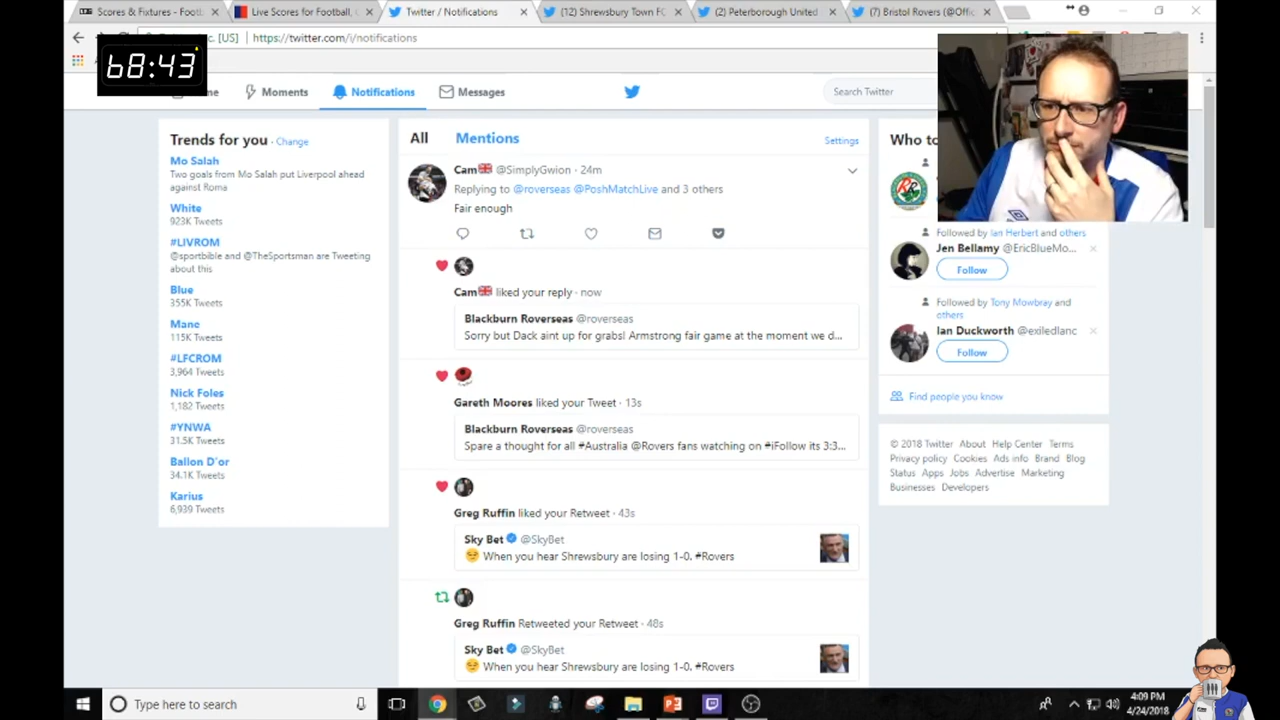 Scores & Fixtures - Footb
Live Scores for Football, 
Twitter / Notifications
(12) Shrewsbury Town FC
(2) Peterborough United
(7) Bristol Rovers (@Offic
[US]
https://twitter.com/i/notifications
68:43
Moments
Notifications
Messages
Search Twitter
Trends for you · Change
Mo Salah
Two goals from Mo Salah put Liverpool ahead
against Roma
White
923K Tweets
#LIVROM
@sportbible and @TheSportsman are Tweeting
about this
Blue
355K Tweets
Mane
115K Tweets
#LFCROM
3,964 Tweets
Nick Foles
1,182 Tweets
#YNWA
31.5K Tweets
Ballon D'or
34.1K Tweets
Karius
6,939 Tweets
All
Mentions
Settings
Cam @SimplyGwion · 24m
Replying to @roverseas @PoshMatchLive and 3 others
Fair enough
Cam liked your reply · now
Blackburn Roverseas @roverseas
Sorry but Dack aint up for grabs! Armstrong fair game at the moment we d...
Gareth Moores liked your Tweet · 13s
Blackburn Roverseas @roverseas
Spare a thought for all #Australia @Rovers fans watching on #iFollow its 3:3...
Greg Ruffin liked your Retweet · 43s
Sky Bet @SkyBet
When you hear Shrewsbury are losing 1-0. #Rovers
Greg Ruffin Retweeted your Retweet · 48s
Sky Bet @SkyBet
When you hear Shrewsbury are losing 1-0. #Rovers
Who to
Followed by Ian Herbert and others
Jen Bellamy @EricBlueMo...
Follow
Followed by Tony Mowbray and
others
Ian Duckworth @exiledlanc
Follow
Find people you know
© 2018 Twitter About Help Center Terms
Privacy policy Cookies Ads info Brand Blog
Status Apps Jobs Advertise Marketing
Businesses Developers
Type here to search
4:09 PM
4/24/2018